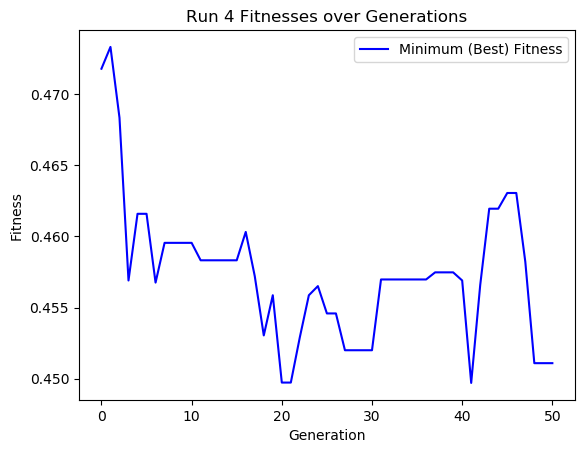 Run 4 Fitnesses over Generations
Minimum (Best) Fitness
Fitness
0.470
0.465
0.460
0.455
0.450
0 10 20 30 40 50
Generation